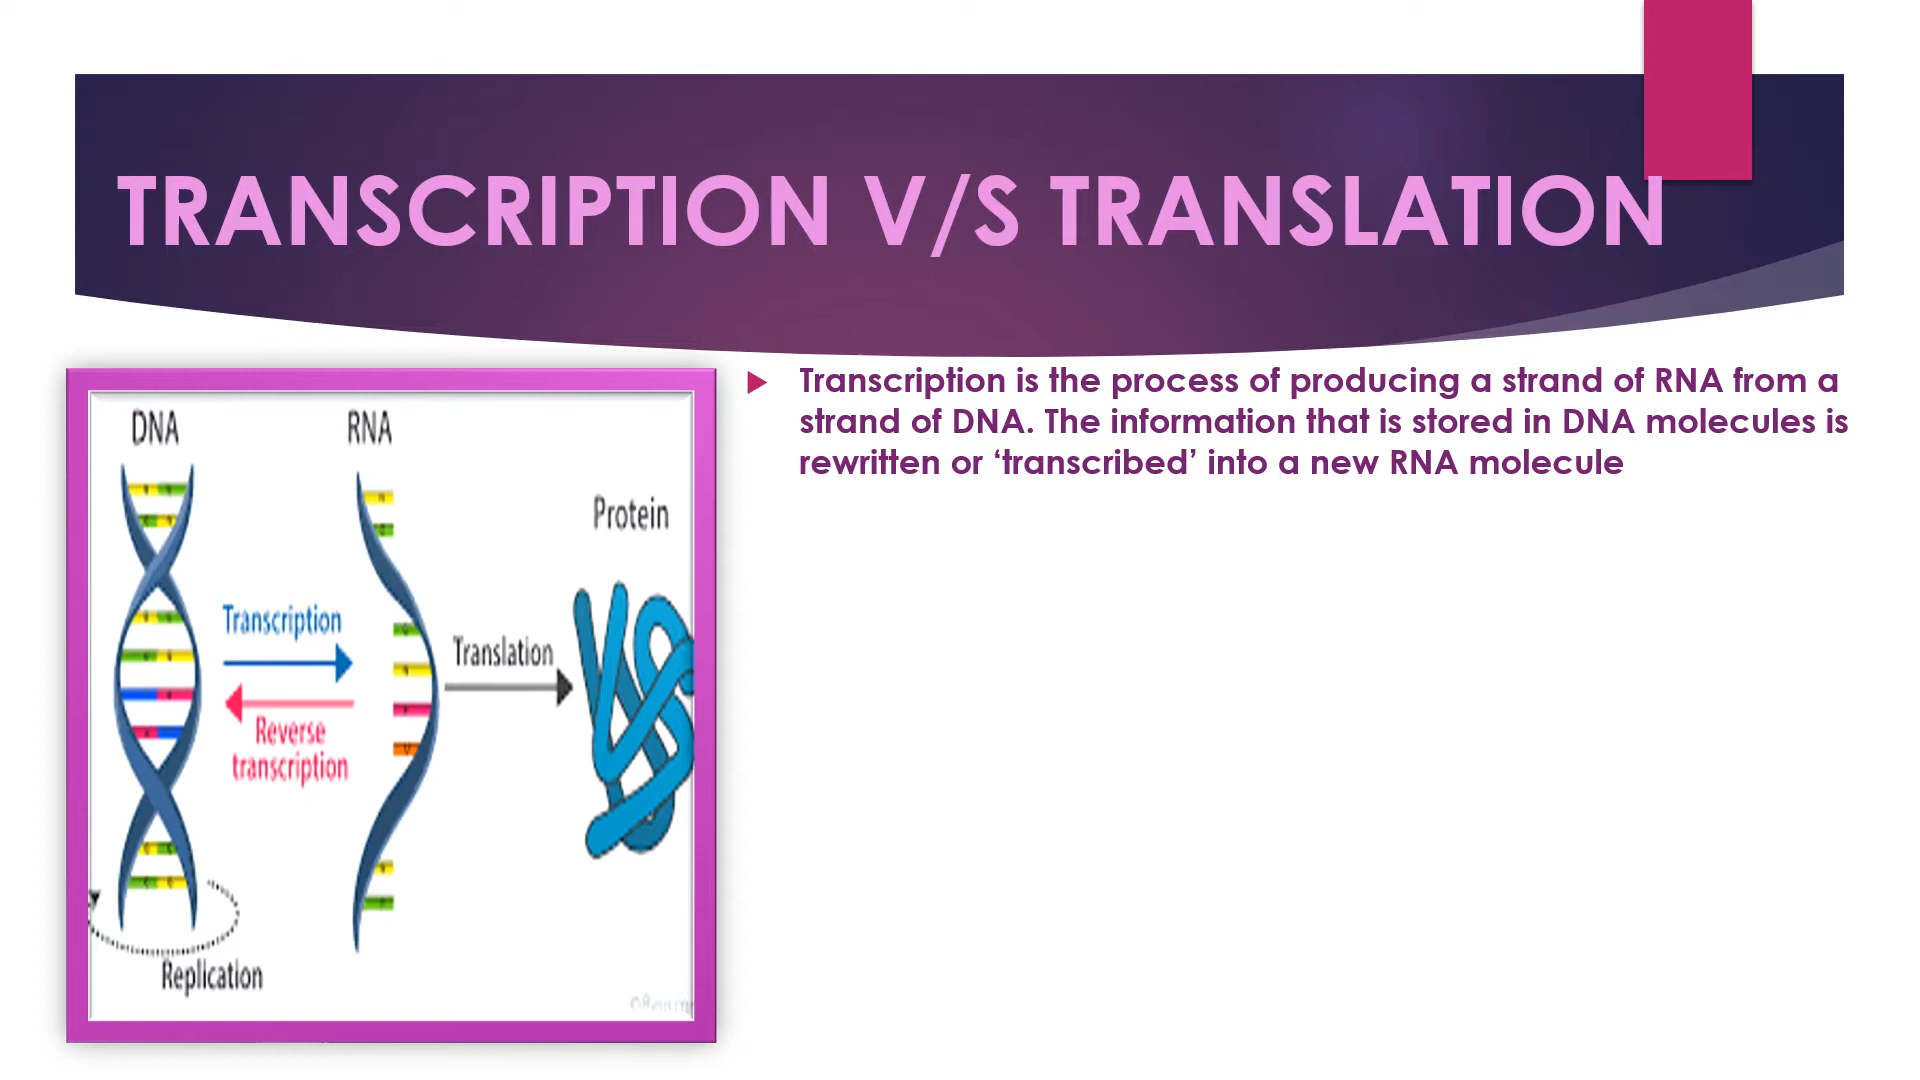 TRANSCRIPTION V/S TRANSLATION
Transcription is the process of producing a strand of RNA from a
strand of DNA. The information that is stored in DNA molecules is
rewritten or ‘transcribed’ into a new RNA molecule
DNA
RNA
Protein
Transcription
Translation
Reverse
transcription
Replication